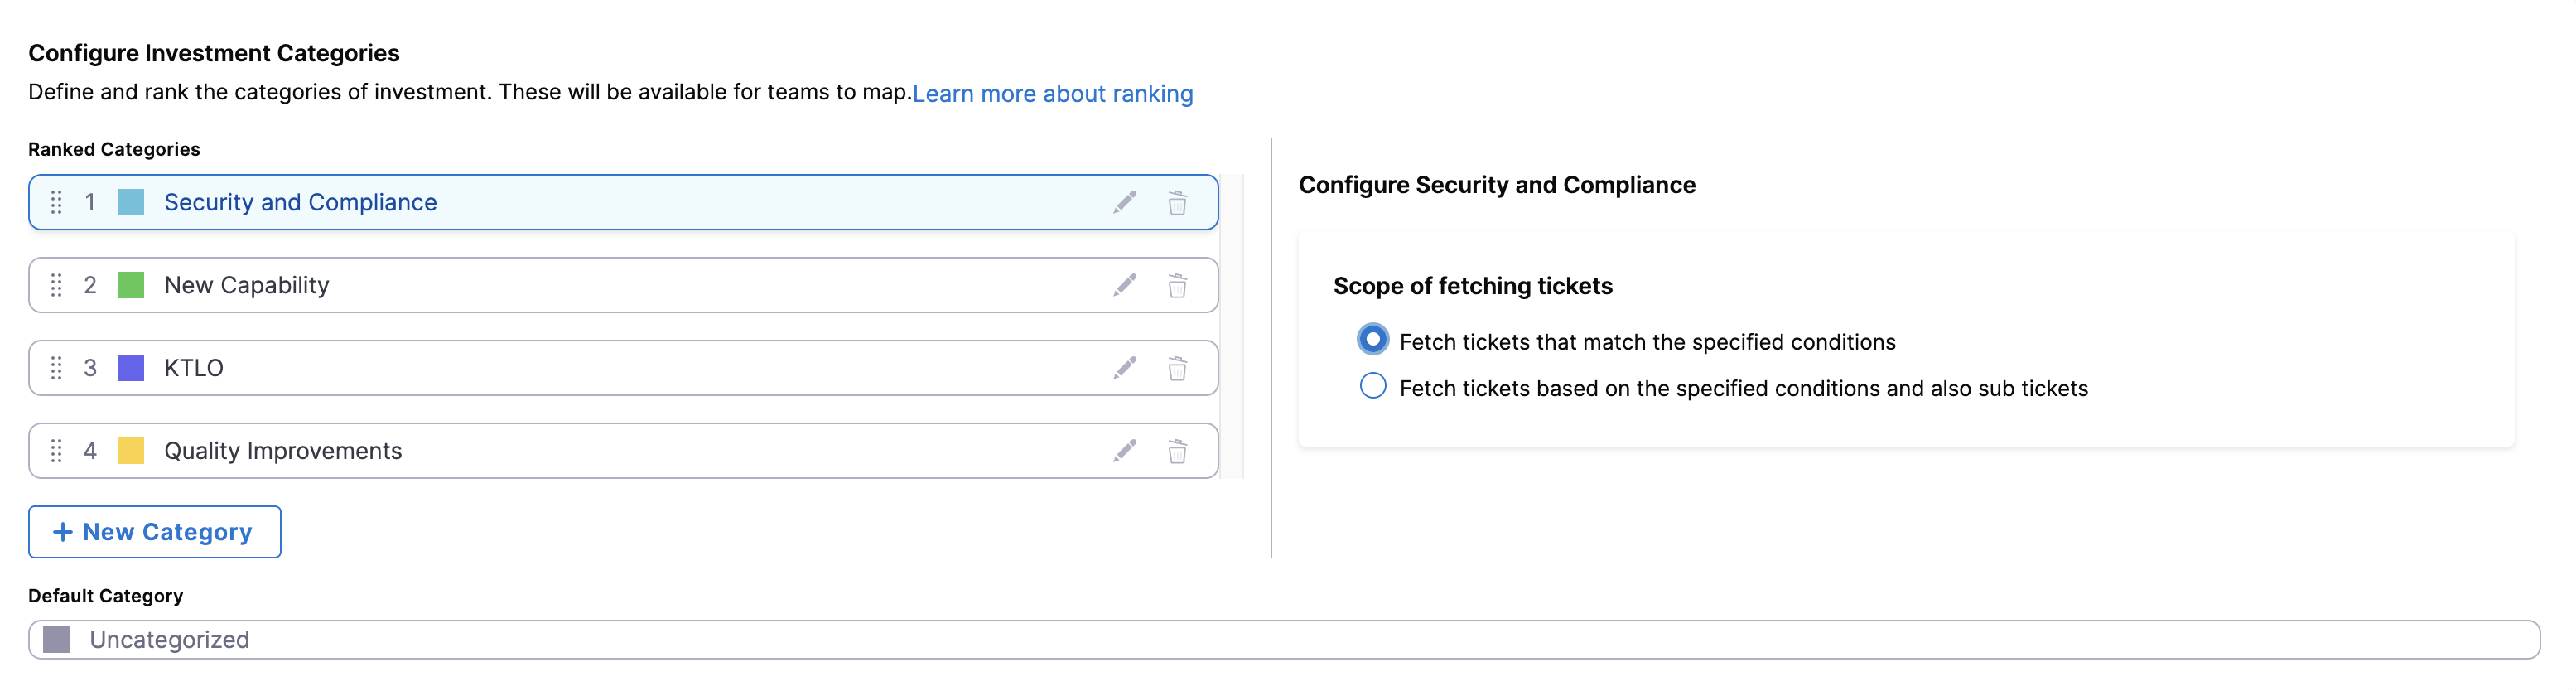 Configure Investment Categories
Define and rank the categories of investment. These will be available for teams to map.Learn more about ranking
Ranked Categories
1 Security and Compliance
2 New Capability
3 KTLO
4 Quality Improvements
+ New Category
Configure Security and Compliance
Scope of fetching tickets
Fetch tickets that match the specified conditions
Fetch tickets based on the specified conditions and also sub tickets
Default Category
Uncategorized